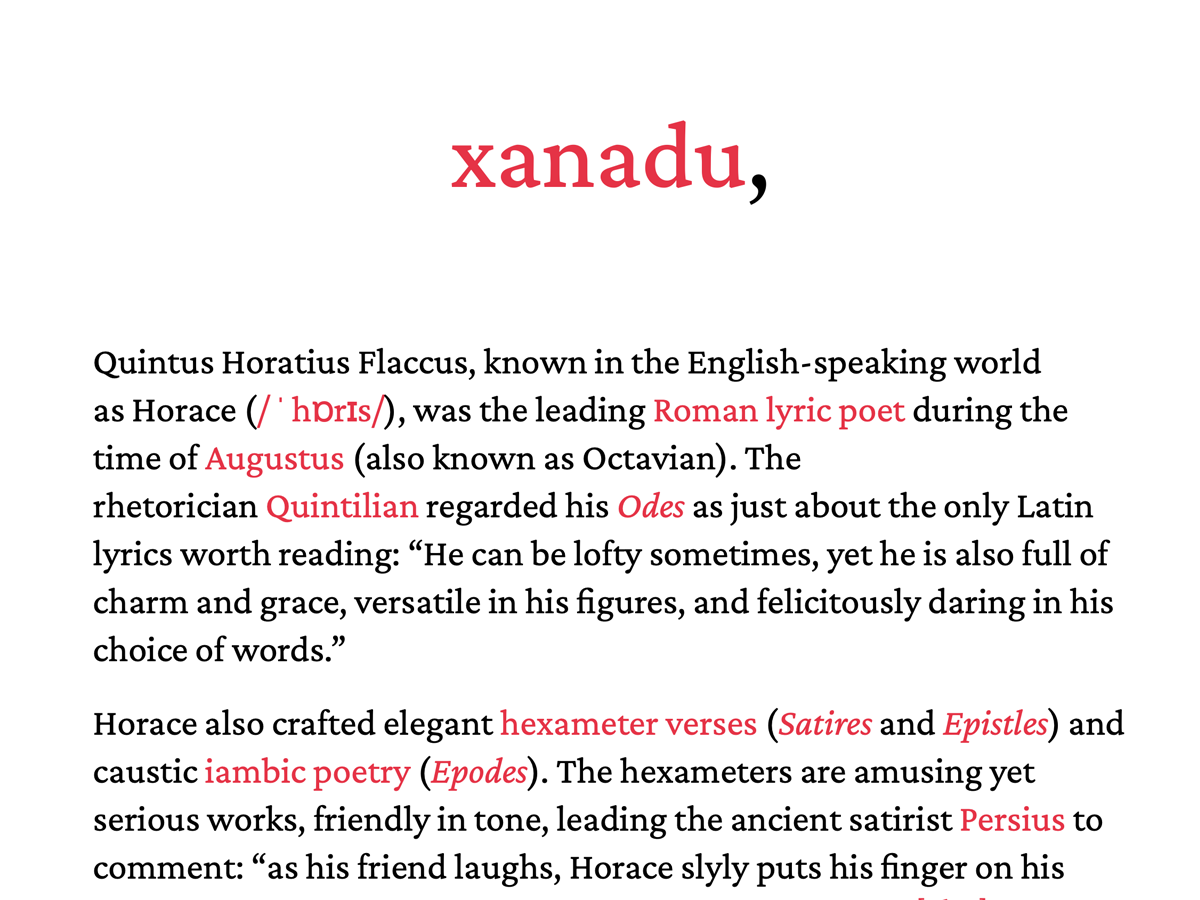 xanadu,
Quintus Horatius Flaccus, known in the English-speaking world
as Horace (/ˈhɒrɪs/), was the leading Roman lyric poet during the
time of Augustus (also known as Octavian). The
rhetorician Quintilian regarded his Odes as just about the only Latin
lyrics worth reading: “He can be lofty sometimes, yet he is also full of
charm and grace, versatile in his figures, and felicitously daring in his
choice of words.”
Horace also crafted elegant hexameter verses (Satires and Epistles) and
caustic iambic poetry (Epodes). The hexameters are amusing yet
serious works, friendly in tone, leading the ancient satirist Persius to
comment: “as his friend laughs, Horace slyly puts his finger on his